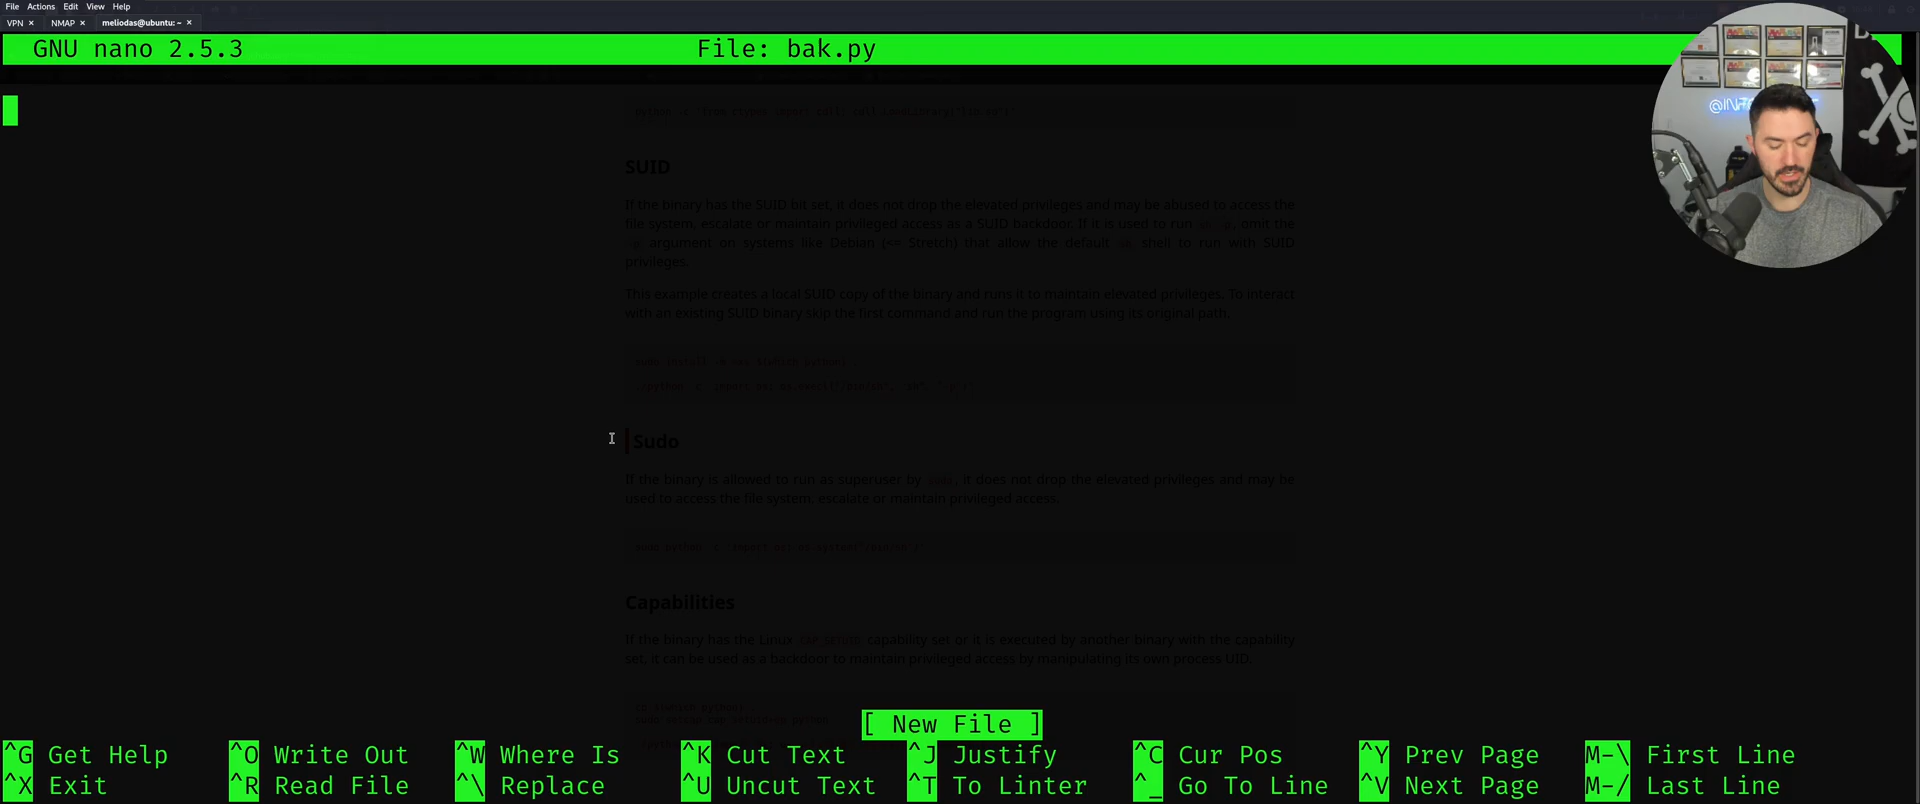 File Actions Edit View Help
VPN × NMAP × meliodas@ubuntu: ~ ×
GNU nano 2.5.3 File: bak.py
SUID
If the binary has the SUID bit set, it does not drop the elevated privileges and may be abused to access the
file system, escalate or maintain privileged access as a SUID backdoor. If it is used to run omit the
argument on systems like Debian (<= Stretch) that allow the default shell to run with SUID
privileges.
This example creates a local SUID copy of the binary and runs it to maintain elevated privileges. To interact
with an existing SUID binary skip the first command and run the program using its original path.
Sudo
If the binary is allowed to run as superuser by sudo, it does not drop the elevated privileges and may be
used to access the file system, escalate or maintain privileged access.
Capabilities
If the binary has the Linux CAP_SETUID capability set or it is executed by another binary with the capability
set, it can be used as a backdoor to maintain privileged access by manipulating its own process UID.
[ New File ]
^G Get Help ^O Write Out ^W Where Is ^K Cut Text ^J Justify ^C Cur Pos ^Y Prev Page M-\ First Line
^X Exit ^R Read File ^\ Replace ^U Uncut Text ^T To Linter ^_ Go To Line ^V Next Page M-/ Last Line